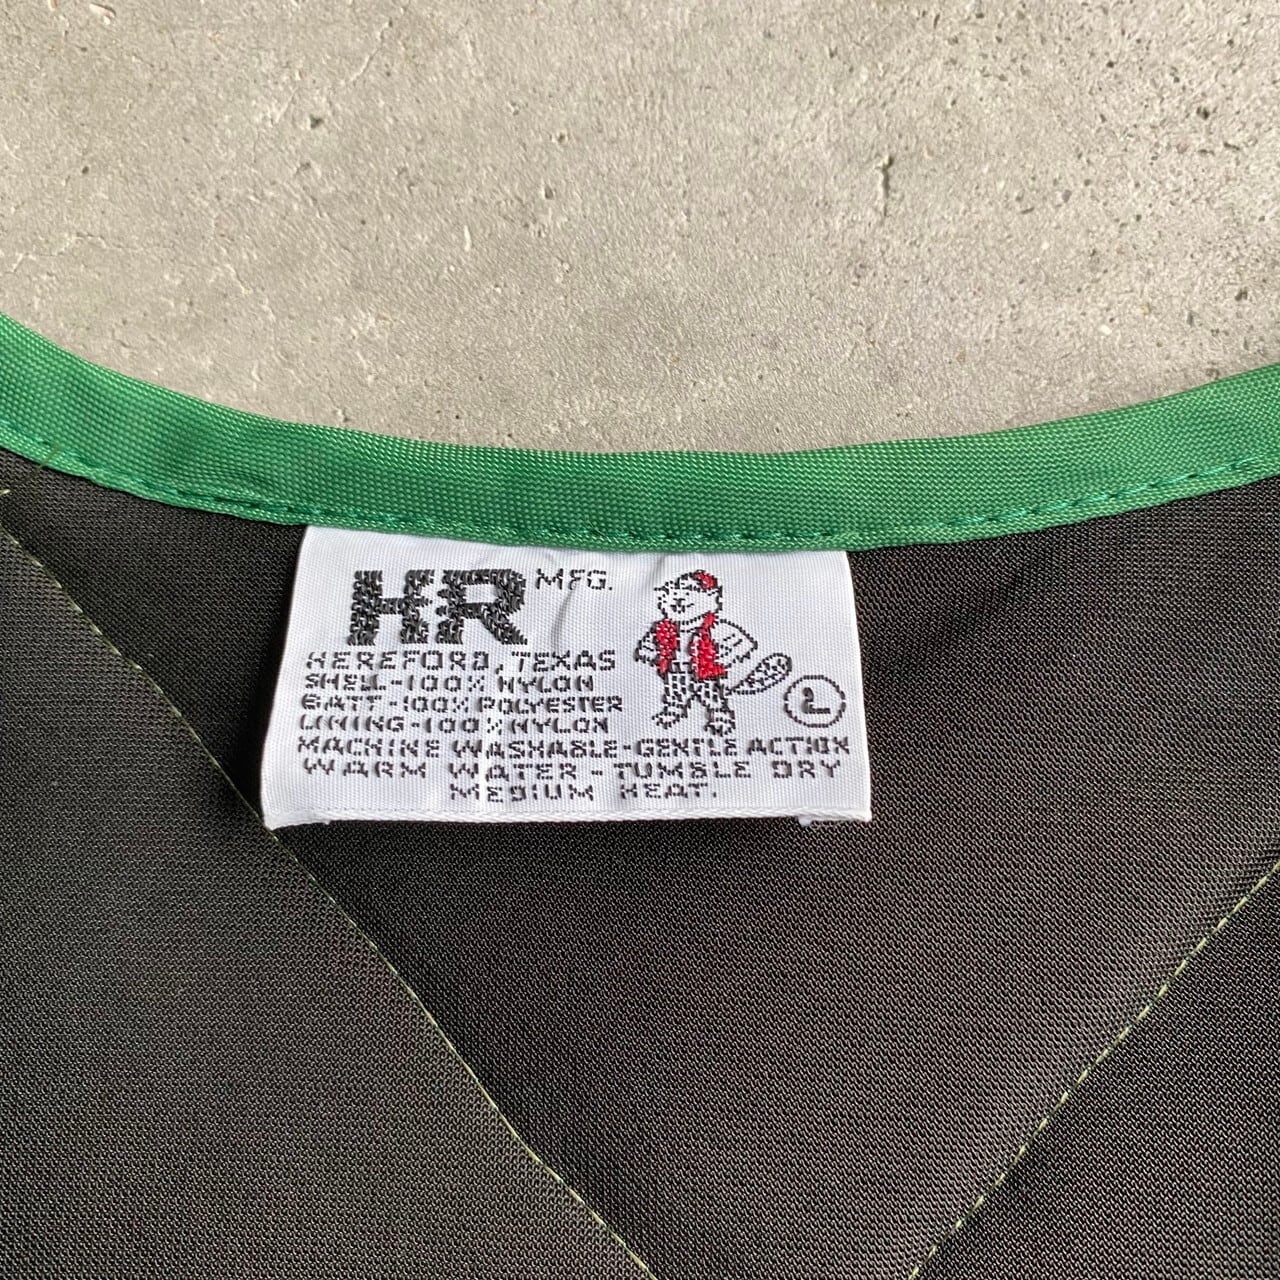 HR MFG.
HEREFORD, TEXAS
SHELL-100% NYLON
BATT-100% POLYESTER
LINING-100% NYLON
L
MACHINE WASHABLE-GENTLE ACTION
WARM WATER-TUMBLE DRY
MEDIUM HEAT.